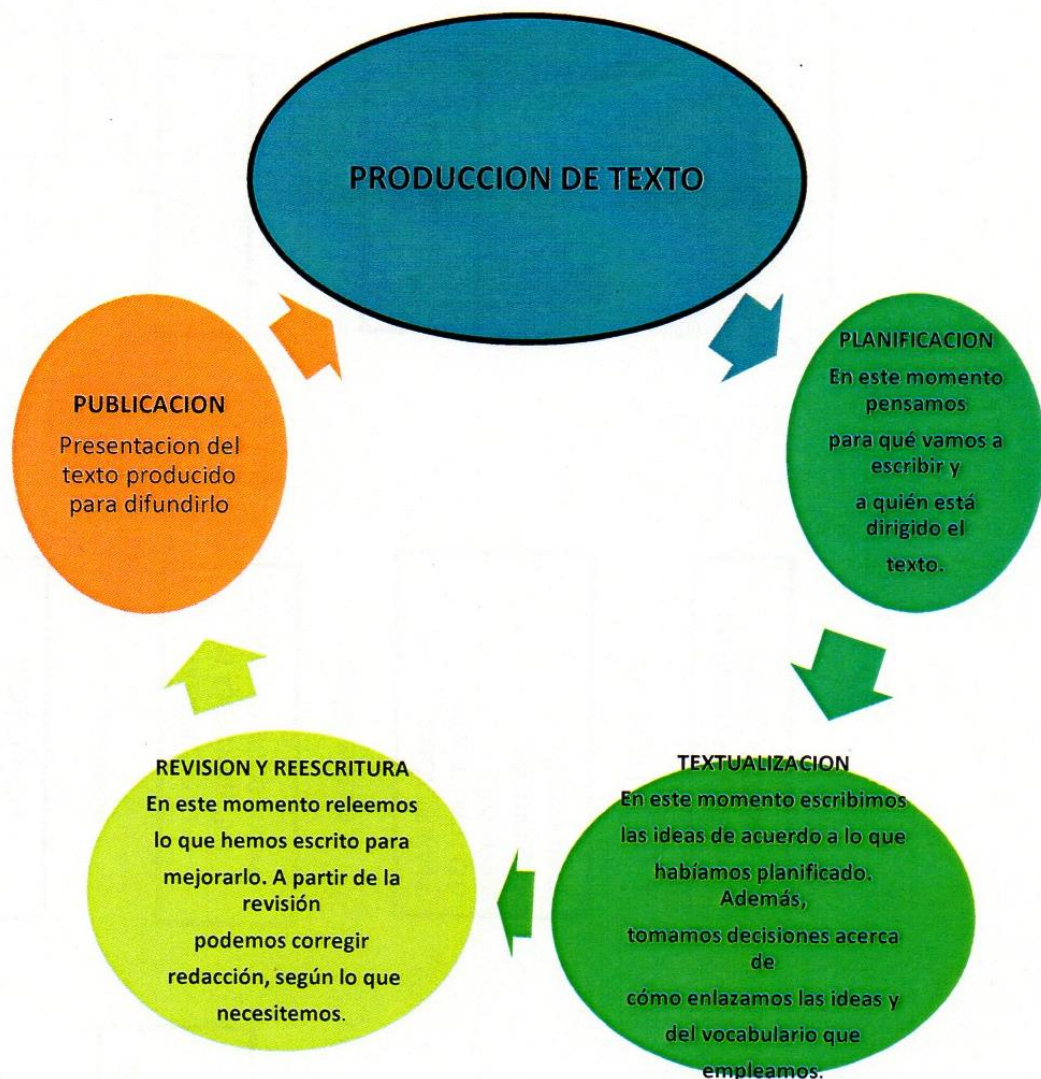 PRODUCCION DE TEXTO
PLANIFICACION
En este momento
pensamos
para qué vamos a
escribir y
a quién está
dirigido el
texto.
TEXTUALIZACION
En este momento escribimos
las ideas de acuerdo a lo que
habíamos planificado.
Además,
tomamos decisiones acerca
de
cómo enlazamos las ideas y
del vocabulario que
empleamos.
REVISION Y REESCRITURA
En este momento releemos
lo que hemos escrito para
mejorarlo. A partir de la
revisión
podemos corregir
redacción, según lo que
necesitemos.
PUBLICACION
Presentacion del
texto producido
para difundirlo